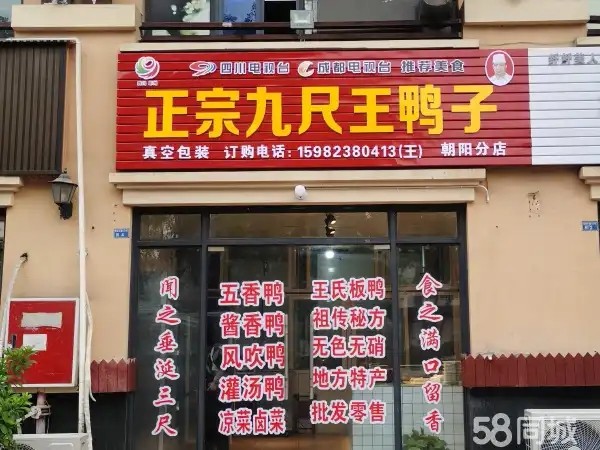 四川电视台 成都电视台 推荐美食
正宗九尺王鸭子
真空包装 订购电话:15982380413(王) 朝阳分店
闻之垂涎三尺
五香鸭
酱香鸭
风吹鸭
灌汤鸭
凉菜卤菜
王氏板鸭
祖传秘方
无色无硝
地方特产
批发零售
食之满口留香
58同城